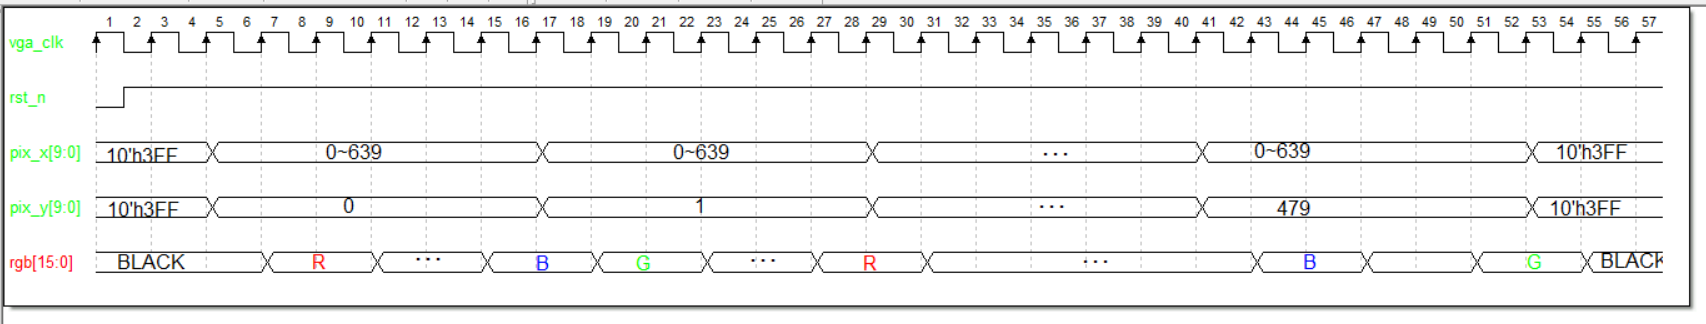 1 2 3 4 5 6 7 8 9 10 11 12 13 14 15 16 17 18 19 20 21 22 23 24 25 26 27 28 29 30 31 32 33 34 35 36 37 38 39 40 41 42 43 44 45 46 47 48 49 50 51 52 53 54 55 56 57
vga_clk
rst_n
pix_x[9:0] 10'h3FF 0~639 0~639 ... 0~639 10'h3FF
pix_y[9:0] 10'h3FF 0 1 ... 479 10'h3FF
rgb[15:0] BLACK R ... B G ... R ... B G BLACK